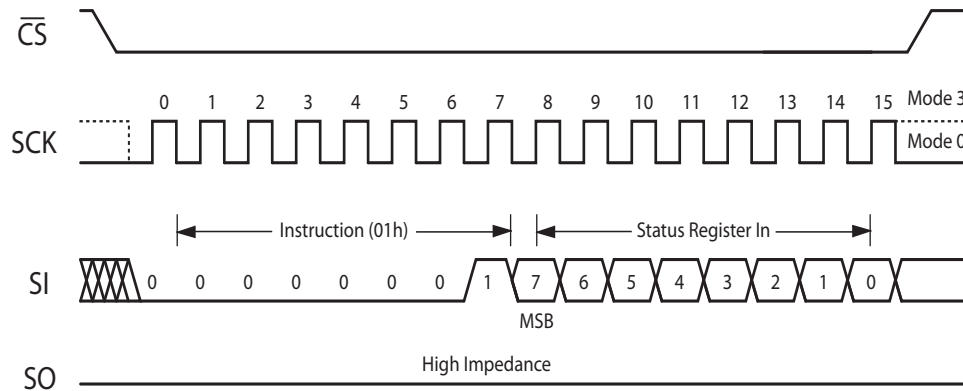 CS
0 1 2 3 4 5 6 7 8 9 10 11 12 13 14 15 Mode 3
SCK Mode 0
Instruction (01h) Status Register In
SI 0 0 0 0 0 0 0 1 7 6 5 4 3 2 1 0
MSB
High Impedance
SO